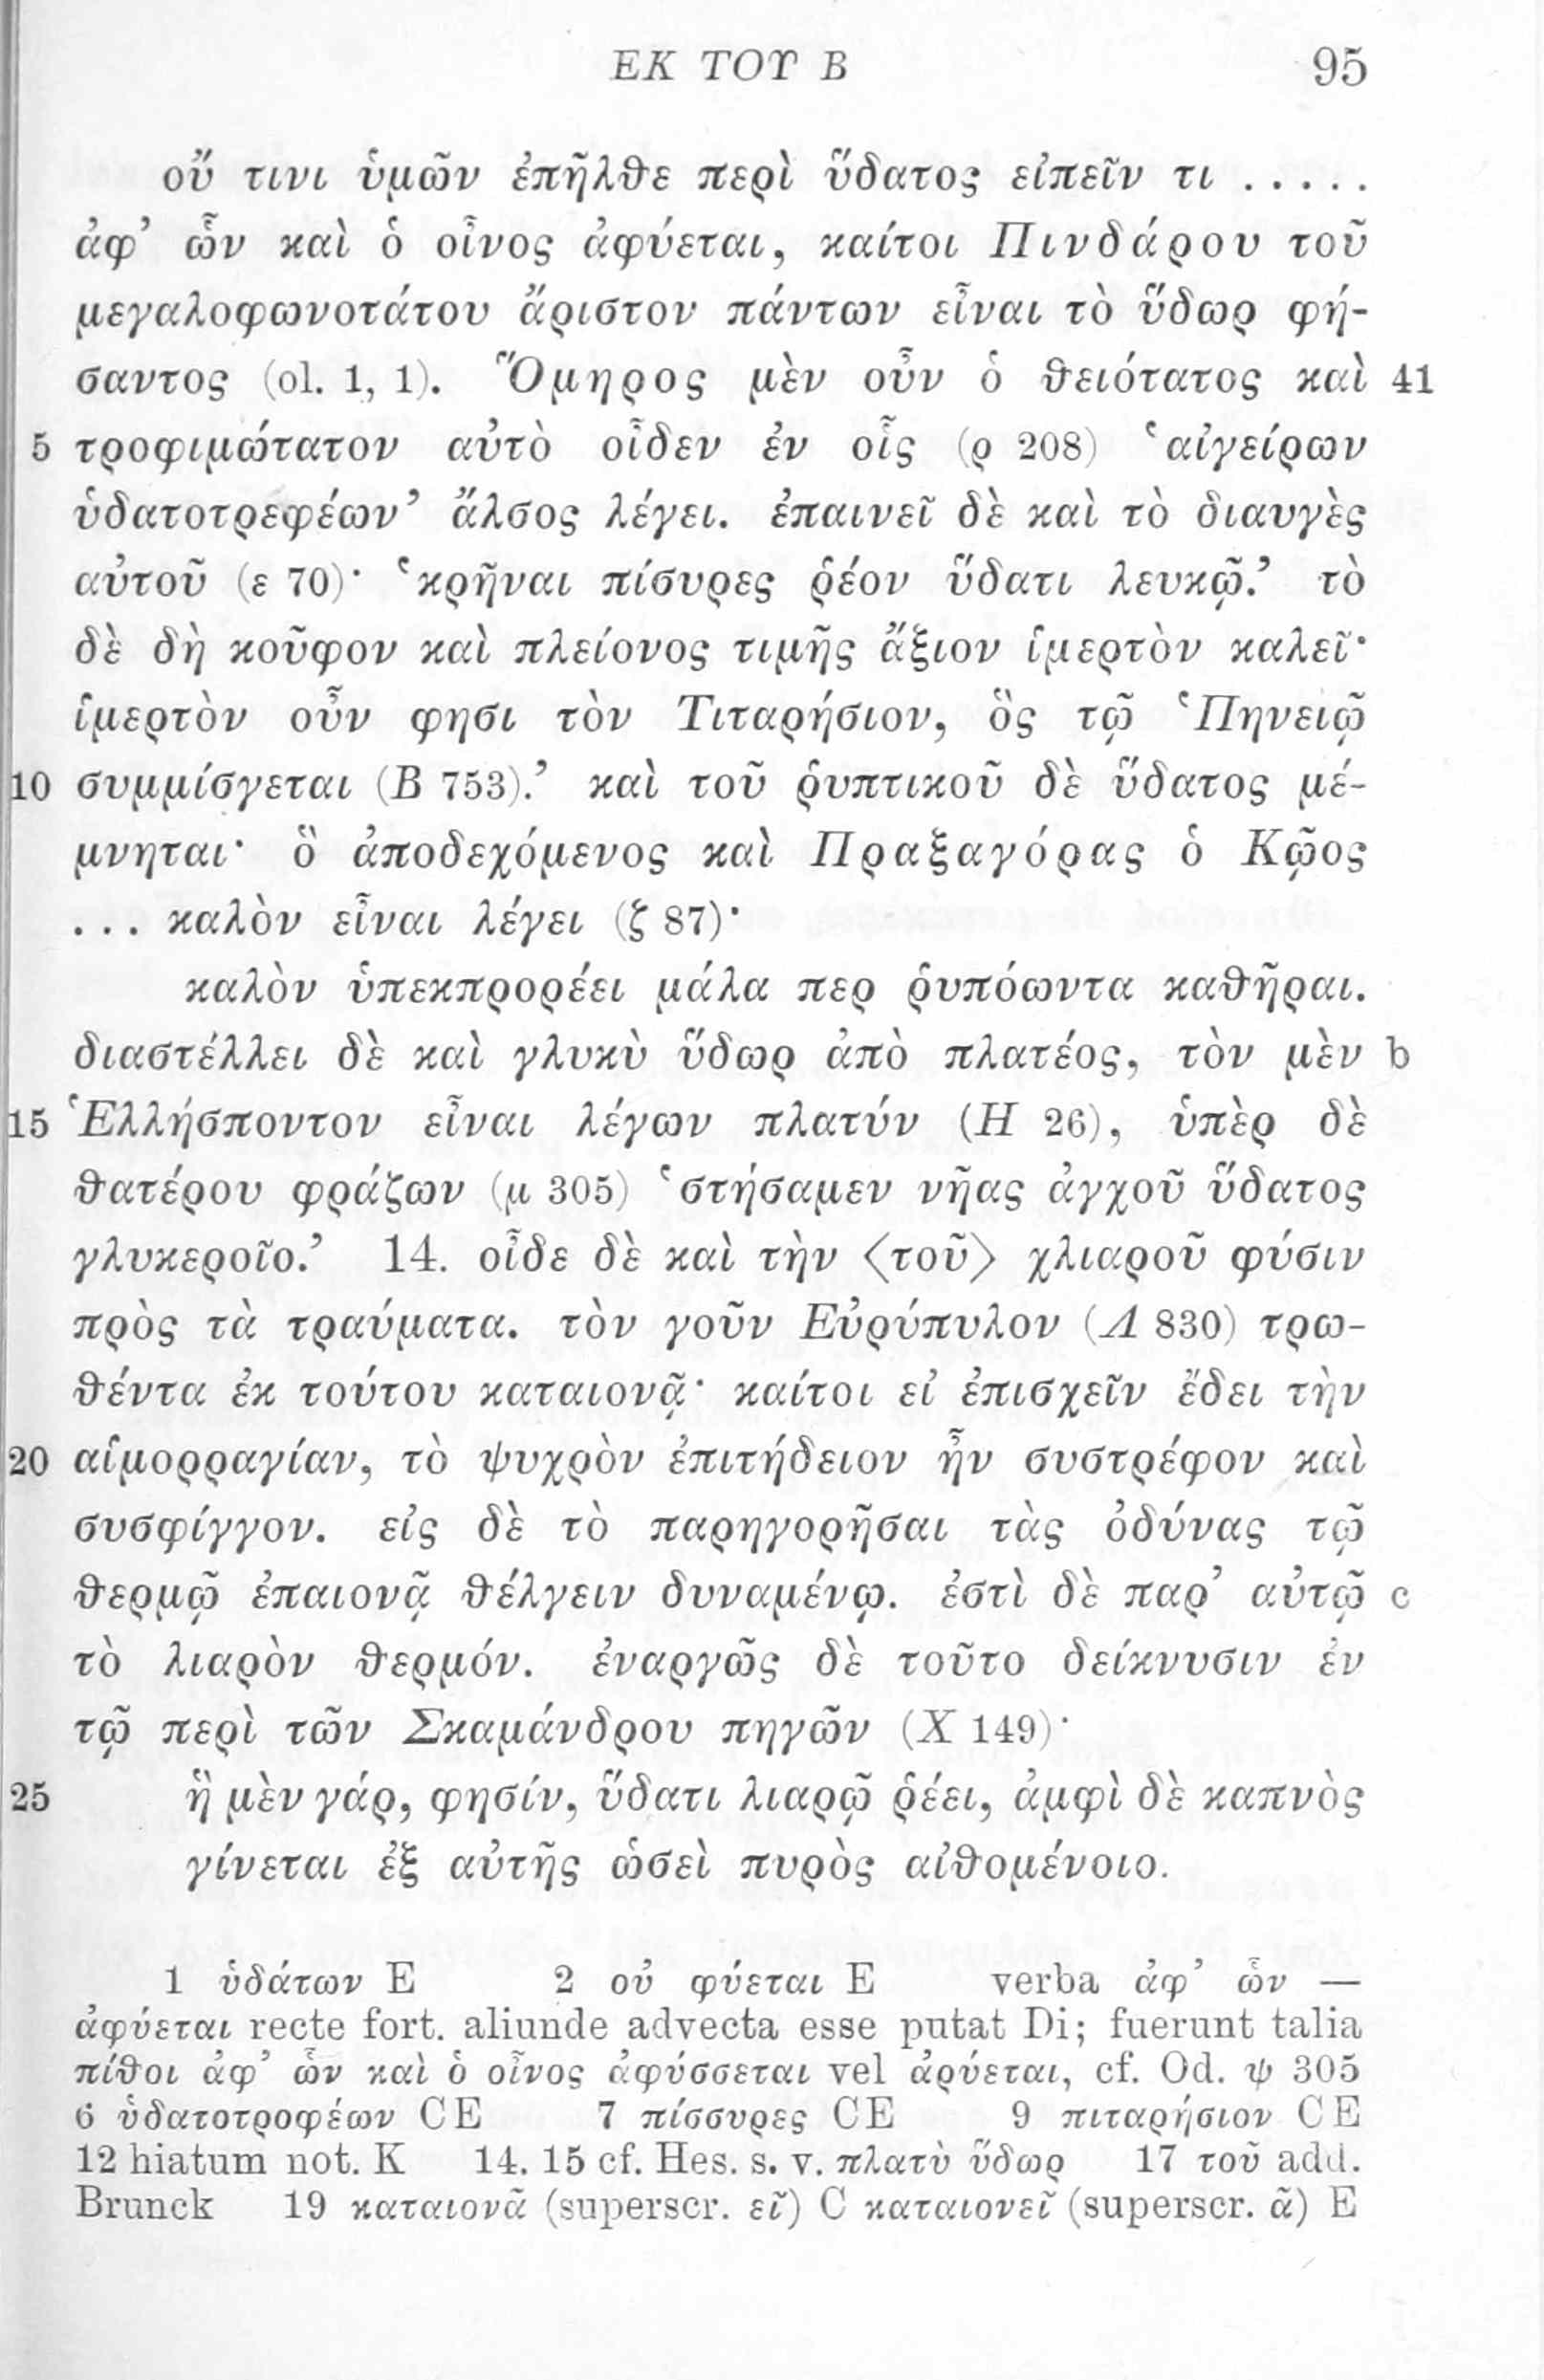 ΕΚ ΤΟΥ Β 95
οὔ τινι ὑμῶν ἐπῆλθε περὶ ὕδατος εἰπεῖν τι .....
ἀφ’ ὧν καὶ ὁ οἶνος ἀφύεται, καίτοι Πινδάρου τοῦ
μεγαλοφωνοτάτου ἄριστον πάντων εἶναι τὸ ὕδωρ φή-
σαντος (ol. 1, 1). Ὅμηρος μὲν οὖν ὁ θειότατος καὶ 41
5 τροφιμώτατον αὐτὸ οἶδεν ἐν οἷς (ρ 208) ‘αἰγείρων
ὑδατοτρεφέων’ ἄλσος λέγει. ἐπαινεῖ δὲ καὶ τὸ διαυγὲς
αὐτοῦ (ε 70)· ‘κρῆναι πίσυρες ῥέον ὕδατι λευκῷ.’ τὸ
δὲ δὴ κοῦφον καὶ πλείονος τιμῆς ἄξιον ἱμερτὸν καλεῖ·
ἱμερτὸν οὖν φησι τὸν Τιταρήσιον, ὃς τῷ ‘Πηνειῷ
10 συμμίσγεται (Β 753).’ καὶ τοῦ ῥυπτικοῦ δὲ ὕδατος μέ-
μνηται· ὃ ἀποδεχόμενος καὶ Πραξαγόρας ὁ Κῷος
... καλὸν εἶναι λέγει (ζ 87)·
καλὸν ὑπεκπρορέει μάλα περ ῥυπόωντα καθῆραι.
διαστέλλει δὲ καὶ γλυκὺ ὕδωρ ἀπὸ πλατέος, τὸν μὲν b
15 Ἑλλήσποντον εἶναι λέγων πλατύν (Η 26), ὑπὲρ δὲ
θατέρου φράζων (μ 305) ‘στήσαμεν νῆας ἀγχοῦ ὕδατος
γλυκεροῖο.’ 14. οἶδε δὲ καὶ τὴν 〈τοῦ〉 χλιαροῦ φύσιν
πρὸς τὰ τραύματα. τὸν γοῦν Εὐρύπυλον (Λ 830) τρω-
θέντα ἐκ τούτου καταιονᾷ· καίτοι εἰ ἐπισχεῖν ἔδει τὴν
20 αἱμορραγίαν, τὸ ψυχρὸν ἐπιτήδειον ἦν συστρέφον καὶ
συσφίγγον. εἰς δὲ τὸ παρηγορῆσαι τὰς ὀδύνας τῷ
θερμῷ ἐπαιονᾷ θέλγειν δυναμένῳ. ἐστὶ δὲ παρ’ αὐτῷ c
τὸ λιαρὸν θερμόν. ἐναργῶς δὲ τοῦτο δείκνυσιν ἐν
τῷ περὶ τῶν Σκαμάνδρου πηγῶν (Χ 149)·
25 ἣ μὲν γάρ, φησίν, ὕδατι λιαρῷ ῥέει, ἀμφὶ δὲ καπνὸς
γίνεται ἐξ αὐτῆς ὡσεὶ πυρὸς αἰθομένοιο.
1 ὑδάτων E 2 οὐ φύεται E verba ἀφ’ ὧν —
ἀφύεται recte fort. aliunde advecta esse putat Di; fuerunt talia
πίθοι ἀφ’ ὧν καὶ ὁ οἶνος ἀφύσσεται vel ἀρύεται, cf. Od. ψ 305
6 ὑδατοτροφέων CE 7 πίσσυρες CE 9 πιταρήσιον CE
12 hiatum not. K 14. 15 cf. Hes. s. v. πλατὺ ὕδωρ 17 τοῦ add.
Brunck 19 καταιονᾶ (superscr. εῖ) C καταιονεῖ (superscr. ᾶ) E